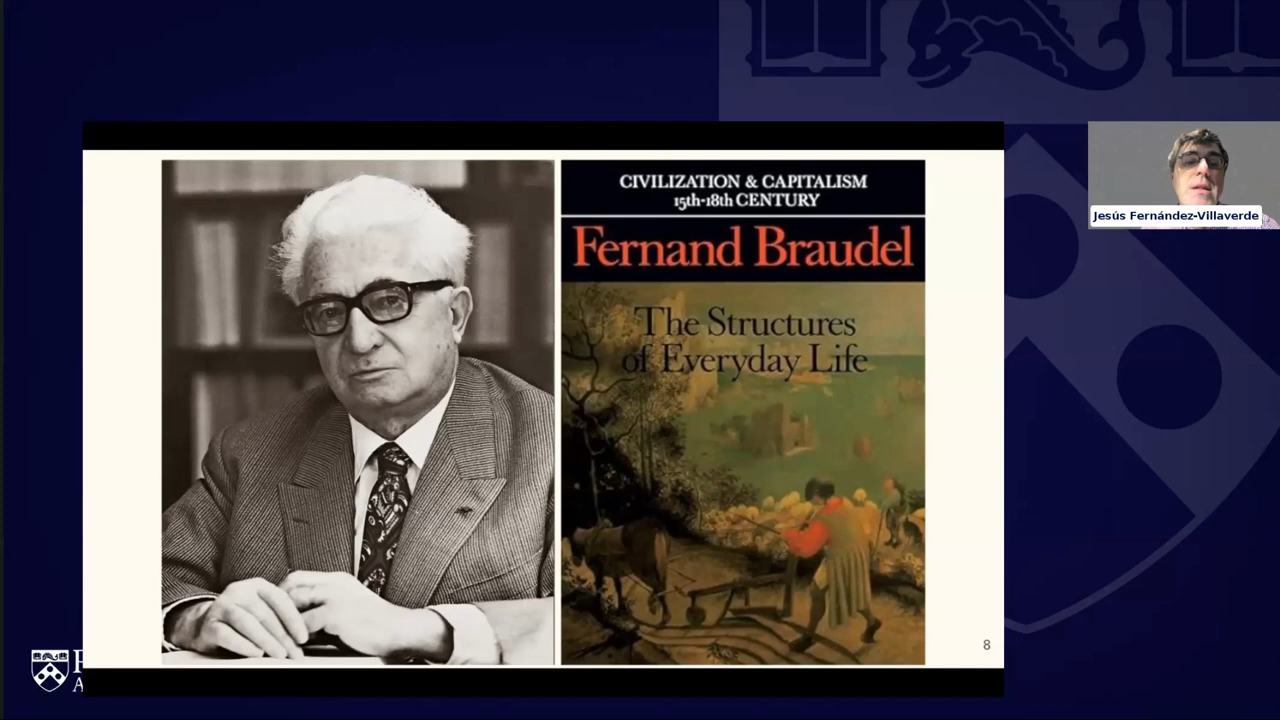 CIVILIZATION & CAPITALISM
15th-18th CENTURY
Fernand Braudel
The Structures
of Everyday Life
8
Jesús Fernández-Villaverde